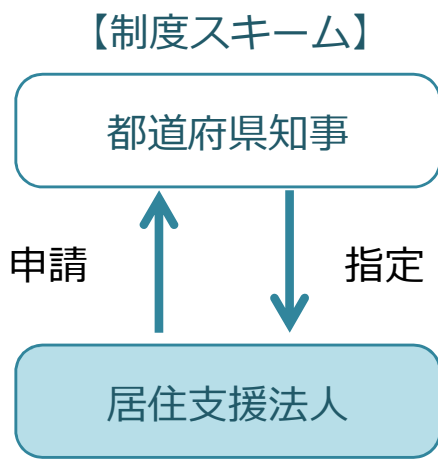 【制度スキーム】
都道府県知事
申請
指定
居住支援法人